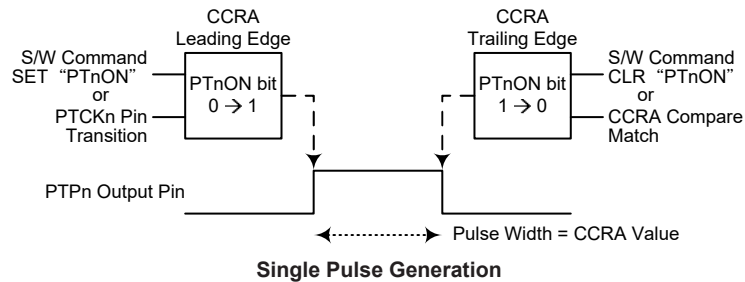 CCRA
Leading Edge
CCRA
Trailing Edge
S/W Command
SET “PTnON”
or
PTCKn Pin
Transition
PTnON bit
0 → 1
PTnON bit
1 → 0
S/W Command
CLR “PTnON”
or
CCRA Compare
Match
PTPn Output Pin
Pulse Width = CCRA Value
Single Pulse Generation